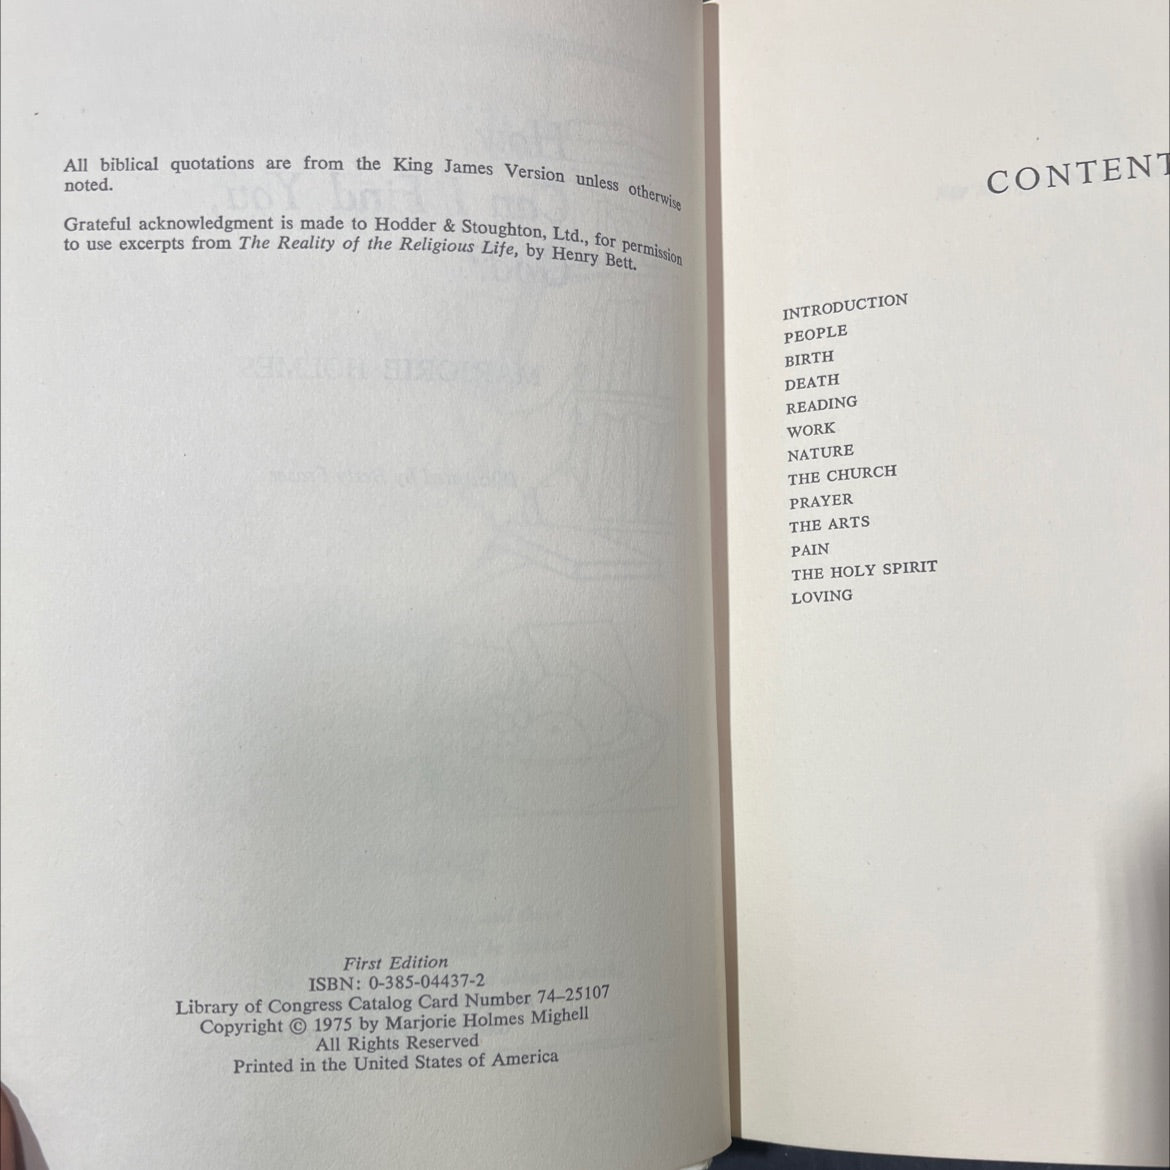 All biblical quotations are from the King James Version unless otherwise
noted.
Grateful acknowledgment is made to Hodder & Stoughton, Ltd., for permission
to use excerpts from The Reality of the Religious Life, by Henry Bett.
First Edition
ISBN: 0-385-04437-2
Library of Congress Catalog Card Number 74–25107
Copyright © 1975 by Marjorie Holmes Mighell
All Rights Reserved
Printed in the United States of America
CONTENT
INTRODUCTION
PEOPLE
BIRTH
DEATH
READING
WORK
NATURE
THE CHURCH
PRAYER
THE ARTS
PAIN
THE HOLY SPIRIT
LOVING